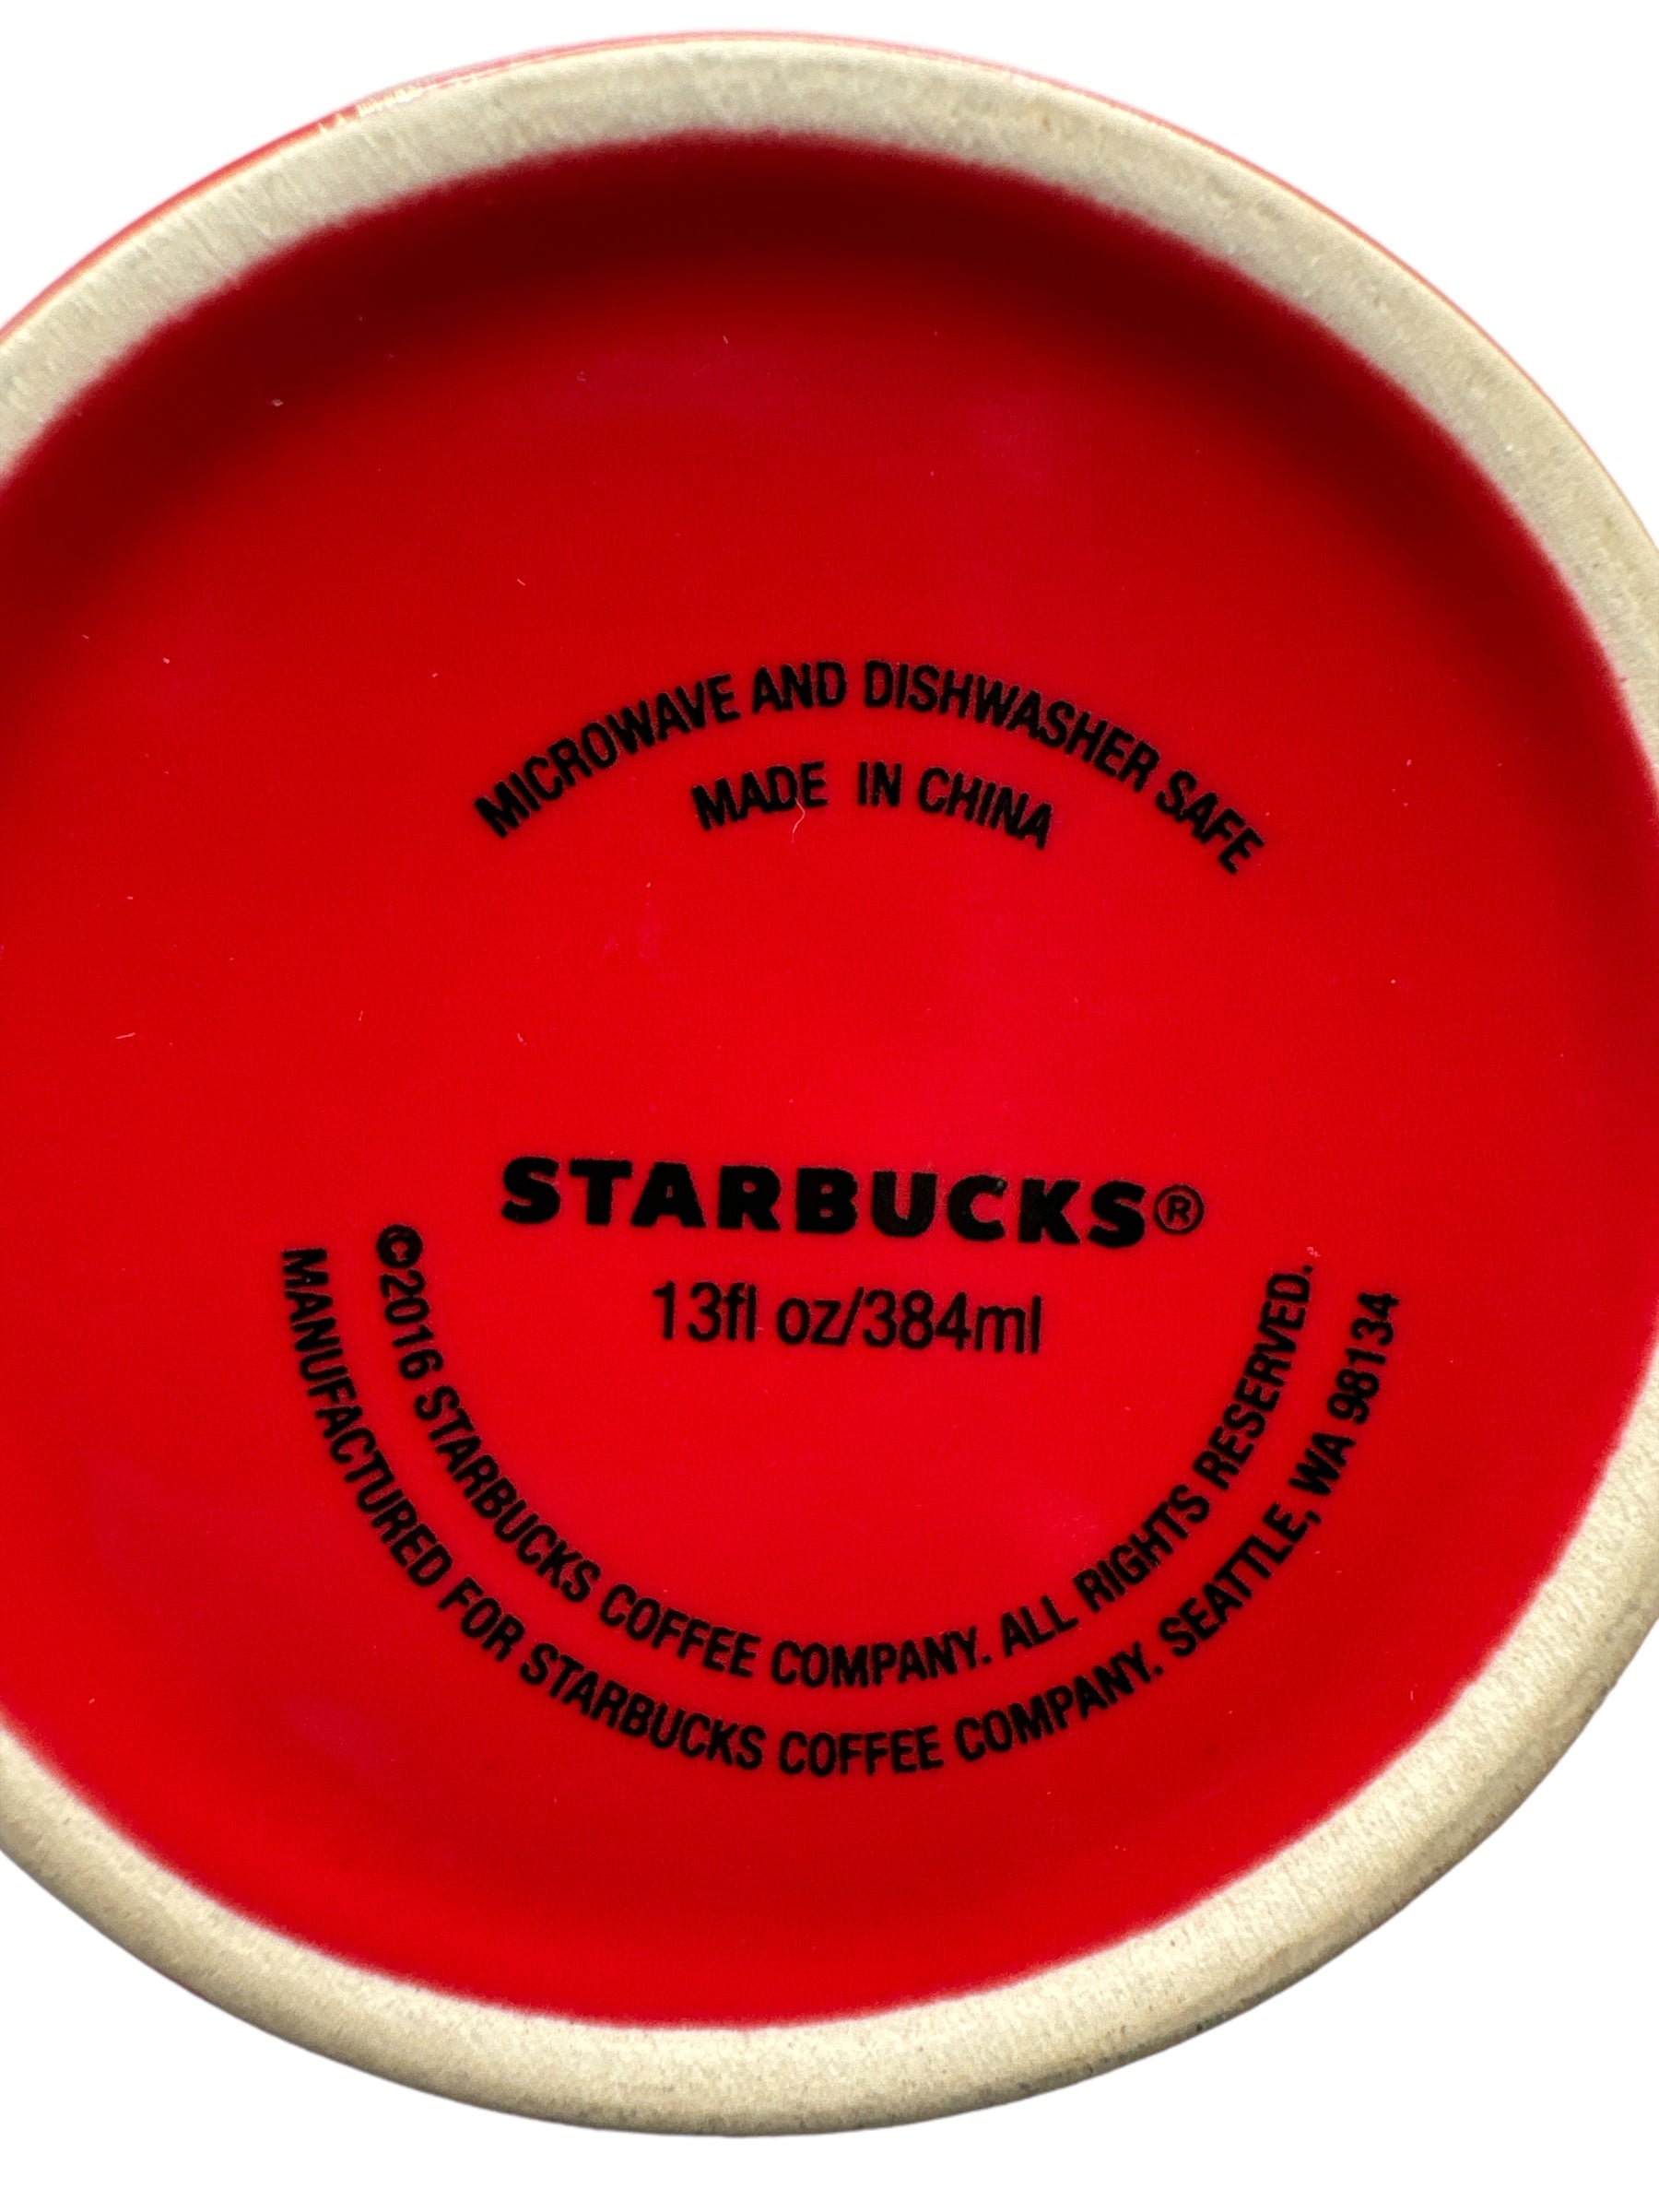 MICROWAVE AND DISHWASHER SAFE
MADE IN CHINA
STARBUCKS®
13fl oz/384ml
©2016 STARBUCKS COFFEE COMPANY. ALL RIGHTS RESERVED.
MANUFACTURED FOR STARBUCKS COFFEE COMPANY. SEATTLE, WA 98134